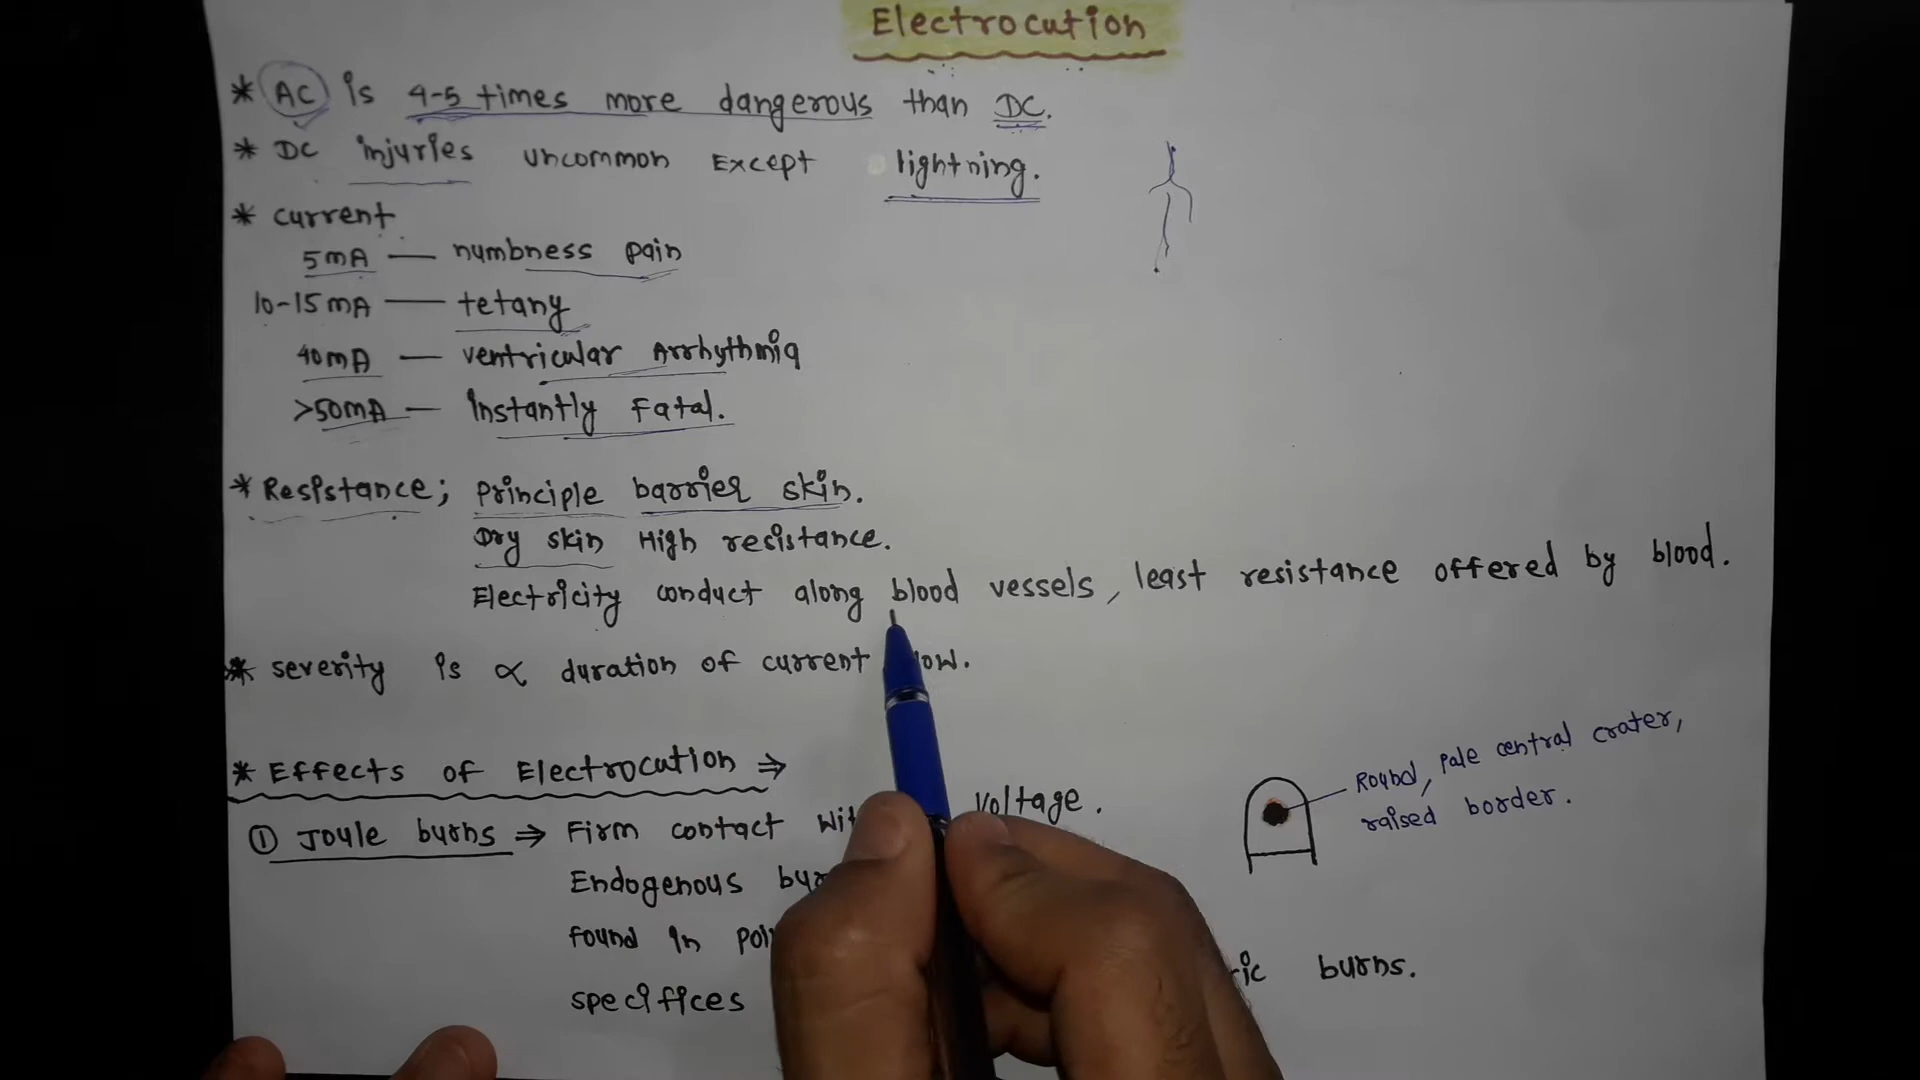 Electrocution
* AC is 4-5 times more dangerous than DC.
* DC injuries uncommon Except lightning.
* current
5mA — numbness pain
10-15mA — tetany
40mA — ventricular Arrhythmia
>50mA — Instantly Fatal.
* Resistance; Principle barrier skin.
Dry skin High resistance.
Electricity conduct along blood vessels, least resistance offered by blood.
* severity is ∝ duration of current
* Effects of Electrocution ⇒
① Joule burns ⇒ Firm contact voltage.
Round, pale central crater,
raised border.
Endogenous
found in
specifices burns.